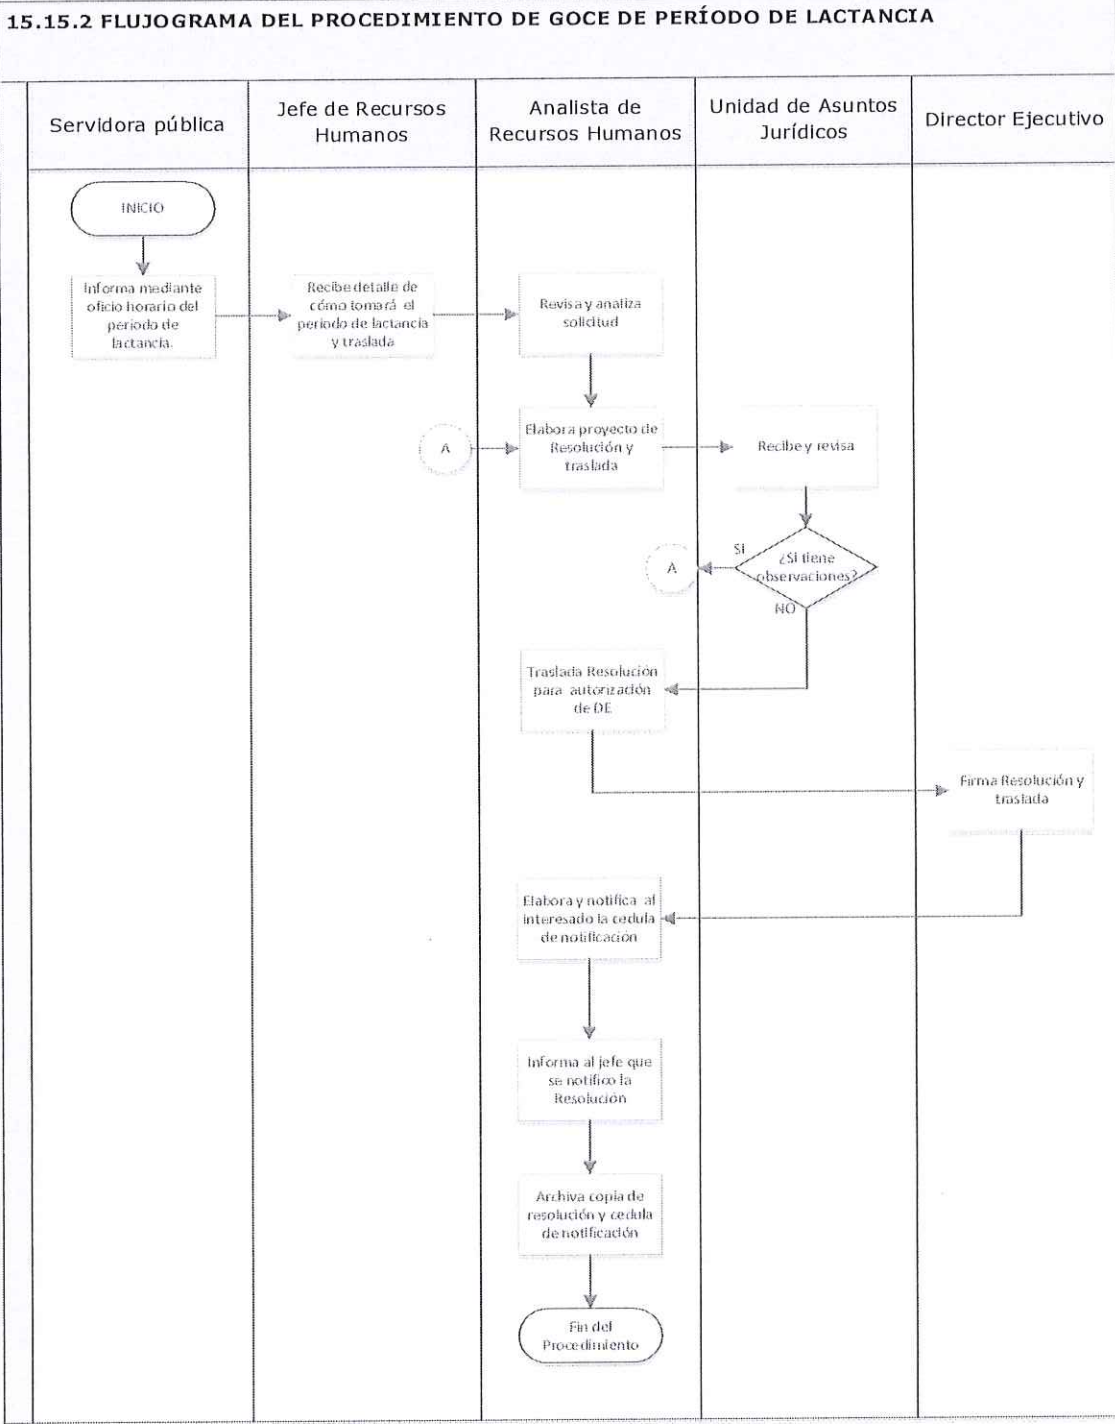 15.15.2 FLUJOGRAMA DEL PROCEDIMIENTO DE GOCE DE PERÍODO DE LACTANCIA
Servidora pública
Jefe de Recursos
Humanos
Analista de
Recursos Humanos
Unidad de Asuntos
Jurídicos
Director Ejecutivo
INICIO
Informa mediante
oficio horario del
periodo de
lactancia.
Recibe detalle de
cómo tomará el
periodo de lactancia
y traslada
Revisa y analiza
solicitud
A
Elabora proyecto de
Resolución y
traslada
Recibe y revisa
SI
¿Si tiene
observaciones?
A
NO
Traslada Resolución
para autorización
de DE
Firma Resolución y
traslada
Elabora y notifica al
interesado la cedula
de notificación
Informa al jefe que
se notifico la
Resolución
Archiva copia de
resolución y cedula
de notificación
Fin del
Procedimiento